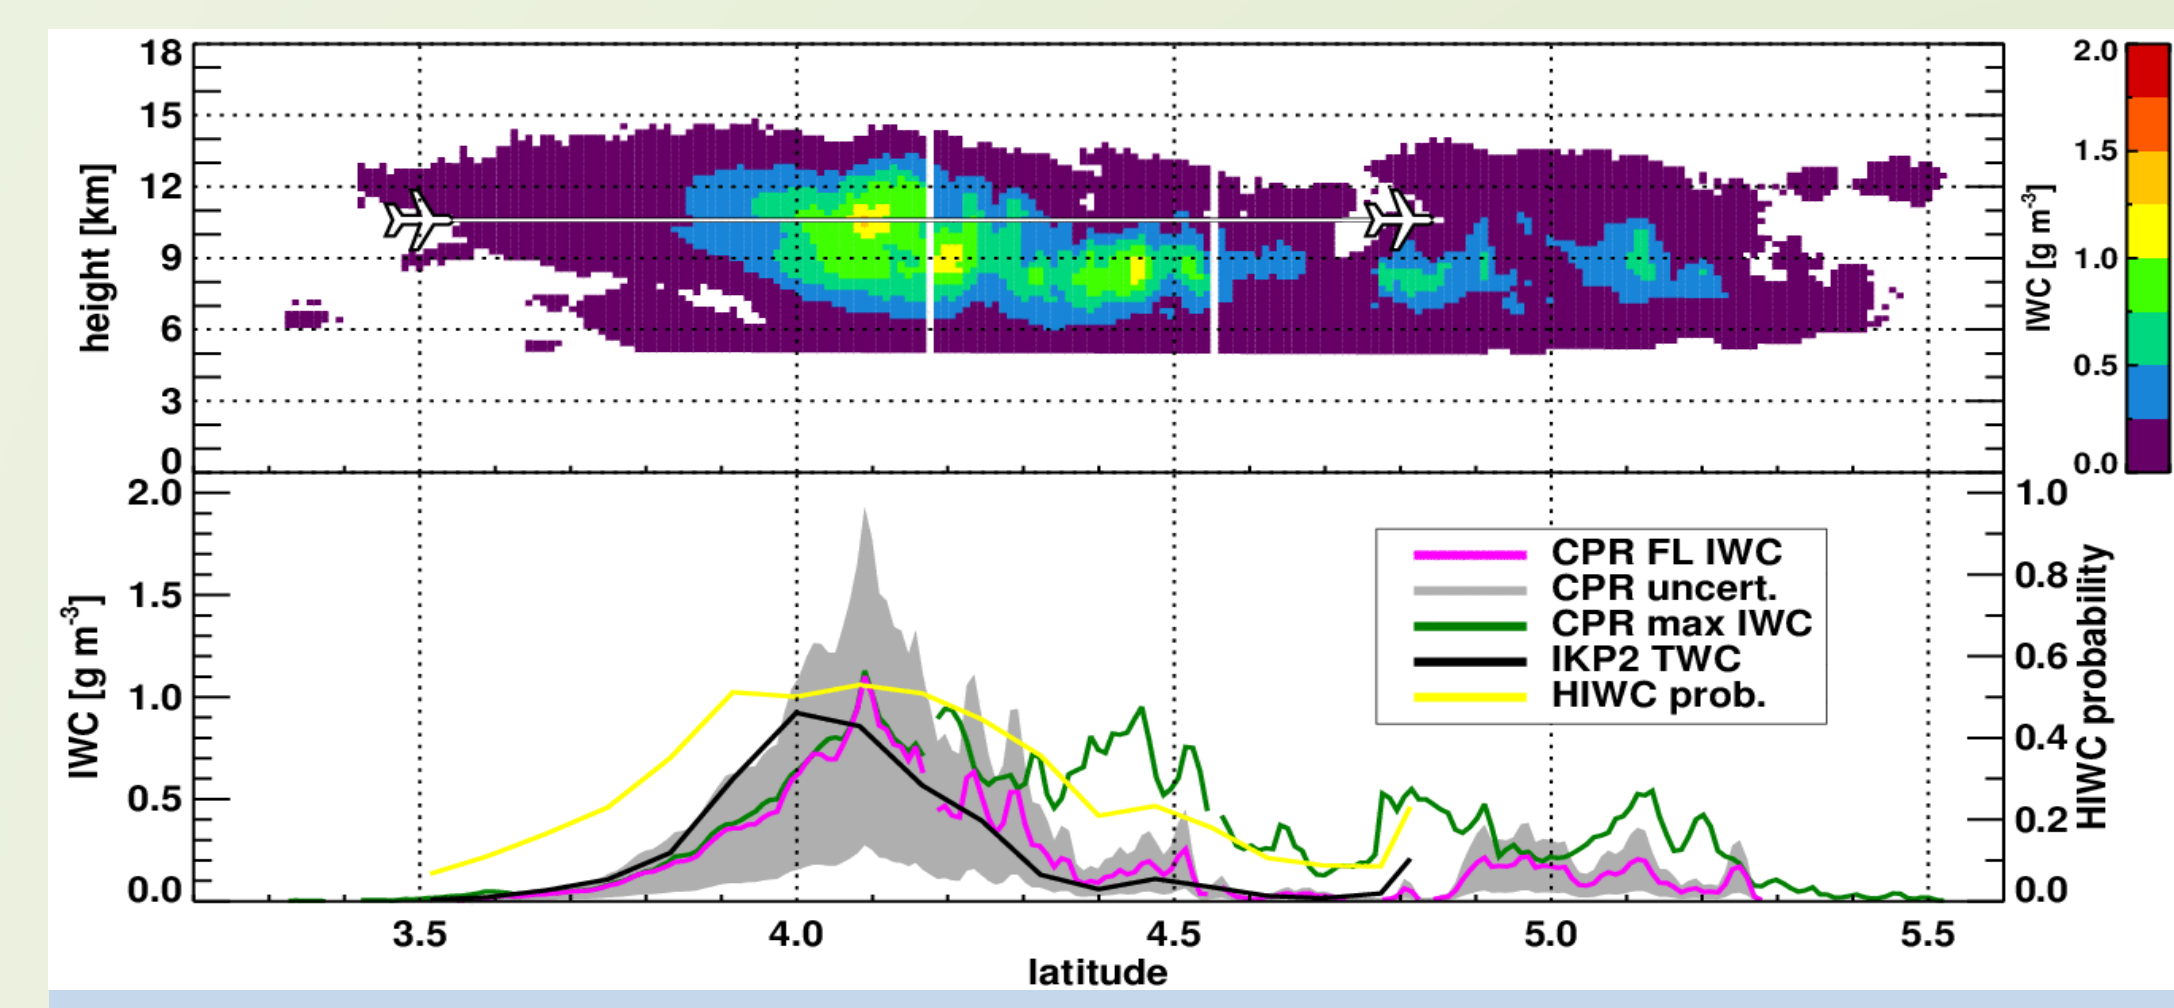 18
15
12
9
6
3
0
height [km]
IWC [g m-3]
2.0
1.5
1.0
0.5
0.0
2.0
1.5
1.0
0.5
0.0
IWC [g m-3]
CPR FL IWC
CPR uncert.
CPR max IWC
IKP2 TWC
HIWC prob.
1.0
0.8
0.6
0.4
0.2
0.0
HIWC probability
3.5 4.0 4.5 5.0 5.5
latitude